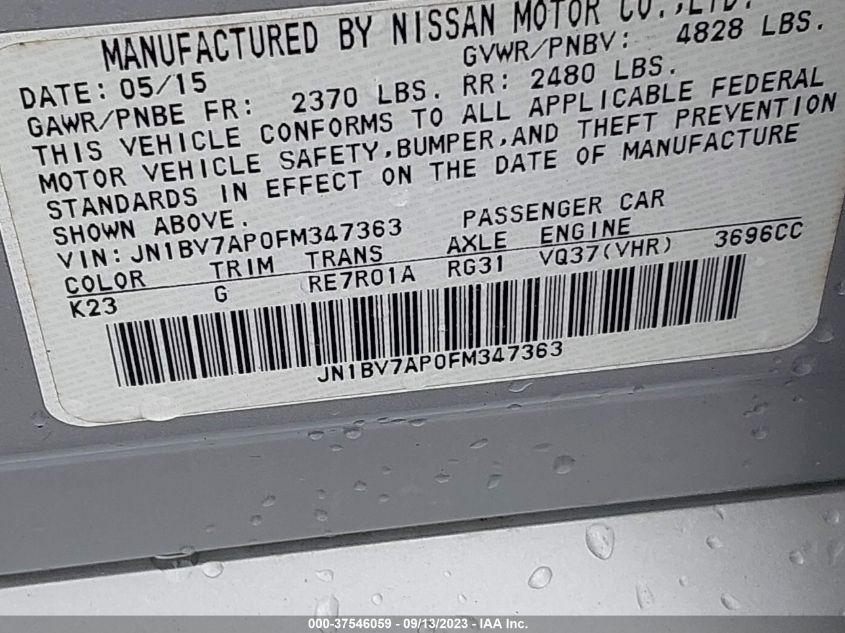 MANUFACTURED BY NISSAN MOTOR CO.,LTD.
DATE: 05/15 GVWR/PNBV: 4828 LBS.
GAWR/PNBE FR: 2370 LBS. RR: 2480 LBS.
THIS VEHICLE CONFORMS TO ALL APPLICABLE FEDERAL
MOTOR VEHICLE SAFETY,BUMPER,AND THEFT PREVENTION
STANDARDS IN EFFECT ON THE DATE OF MANUFACTURE
SHOWN ABOVE.
VIN: JN1BV7AP0FM347363 PASSENGER CAR
COLOR TRIM TRANS AXLE ENGINE
K23 G RE7R01A RG31 VQ37(VHR) 3696CC
JN1BV7AP0FM347363
000-37546059 - 09/13/2023 - IAA Inc.